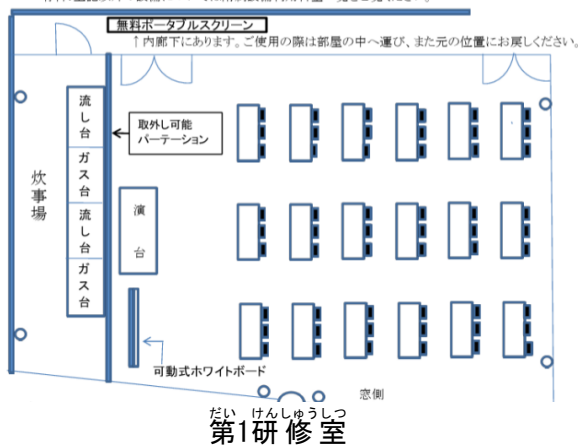 無料ポータブルスクリーン
↑内廊下にあります。ご使用の際は部屋の中へ運び、また元の位置にお戻しください。
流し台
ガス台
流し台
ガス台
取外し可能
パーテーション
炊事場
演台
可動式ホワイトボード
窓側
だい けんしゅうしつ
第1研修室